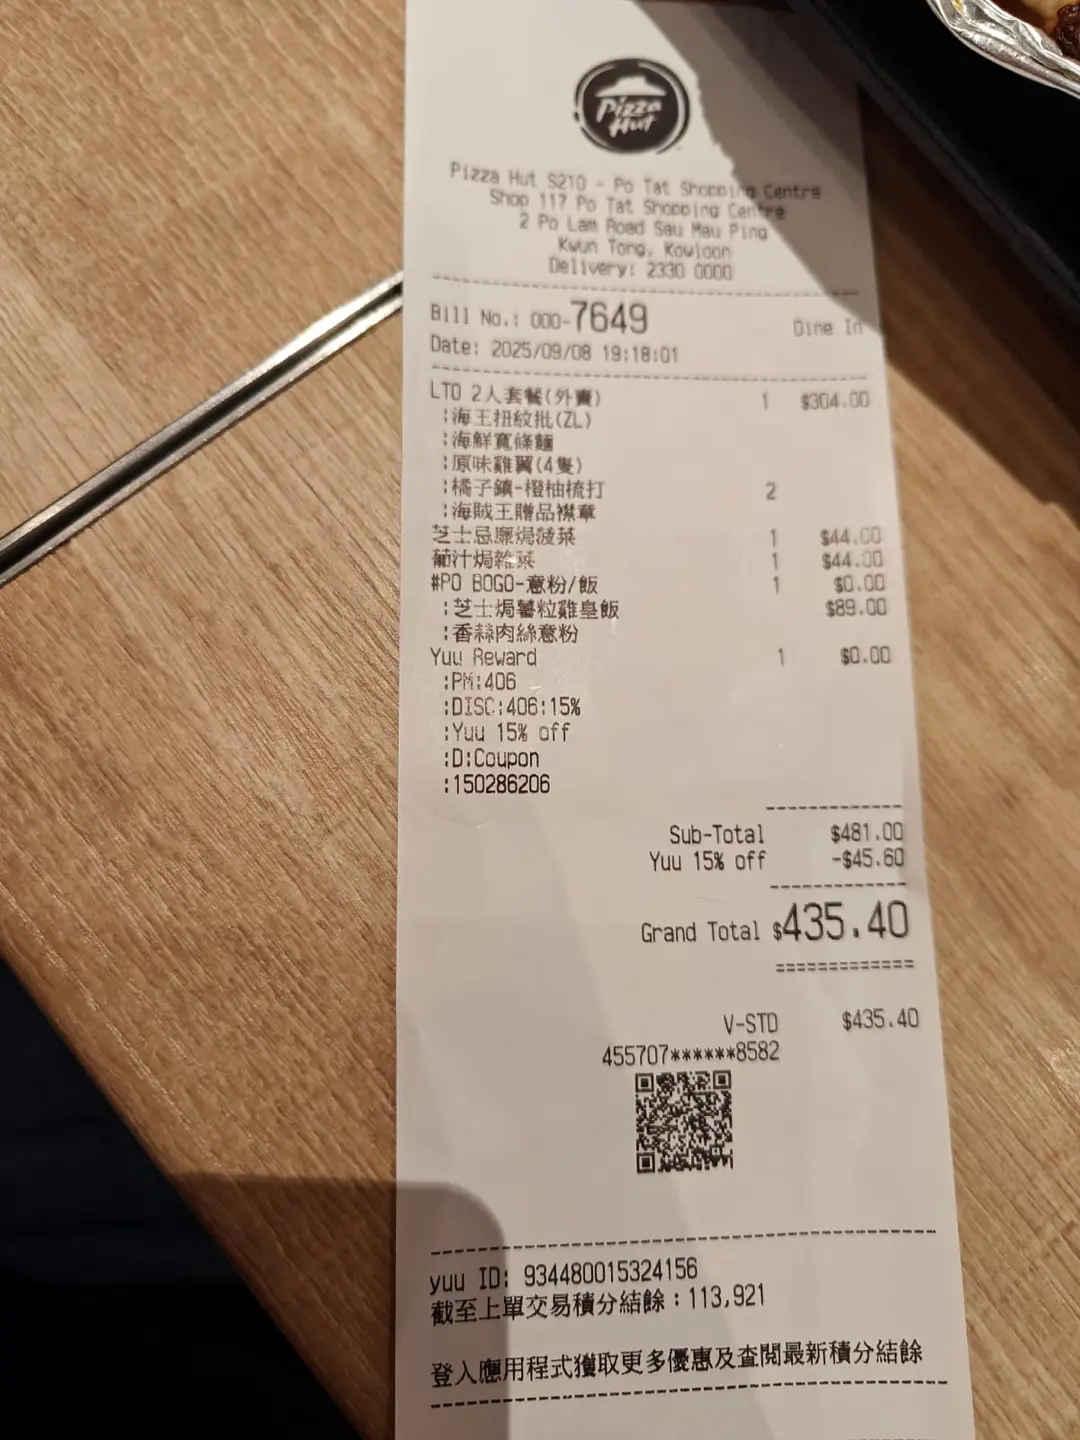 Pizza Hut
Pizza Hut S210 - Po Tat Shopping Centre
Shop 117 Po Tat Shopping Centre
2 Po Lam Road Sau Mau Ping
Kwun Tong, Kowloon
Delivery: 2330 0000
Bill No.: 000-7649 Dine In
Date: 2025/09/08 19:18:01
LTO 2人套餐(外賣) 1 $304.00
:海王扭紋批(ZL)
:海鮮寬條麵
:原味雞翼(4隻)
:橘子鎮-橙柚梳打 2
:海賊王贈品襟章
芝士忌廉焗菠菜 1 $44.00
葡汁焗雜菜 1 $44.00
#PO BOGO-意粉/飯 1 $0.00
:芝士焗薯粒雞皇飯 $89.00
:香蒜肉絲意粉
Yuu Reward 1 $0.00
:PM:406
:DISC:406:15%
:Yuu 15% off
:D:Coupon
:150286206
Sub-Total $481.00
Yuu 15% off -$45.60
Grand Total $435.40
V-STD $435.40
455707******8582
yuu ID: 934480015324156
截至上單交易積分結餘：113,921
登入應用程式獲取更多優惠及查閱最新積分結餘